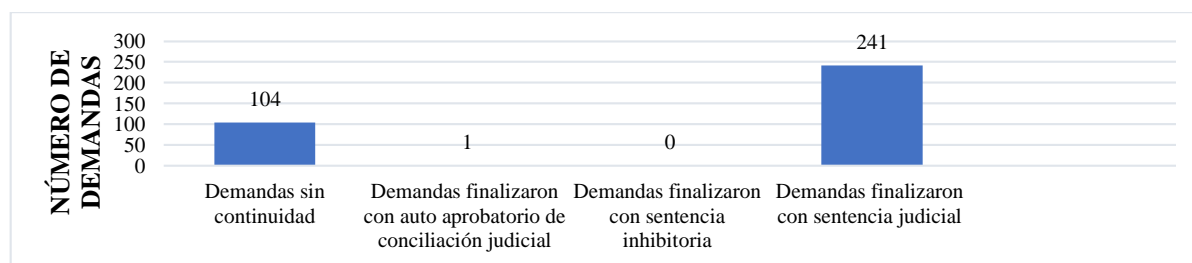 NÚMERO DE
DEMANDAS
300
250
200
150
100
50
0
104
1
0
241
Demandas sin
continuidad
Demandas finalizaron
con auto aprobatorio de
conciliación judicial
Demandas finalizaron
con sentencia
inhibitoria
Demandas finalizaron
con sentencia judicial